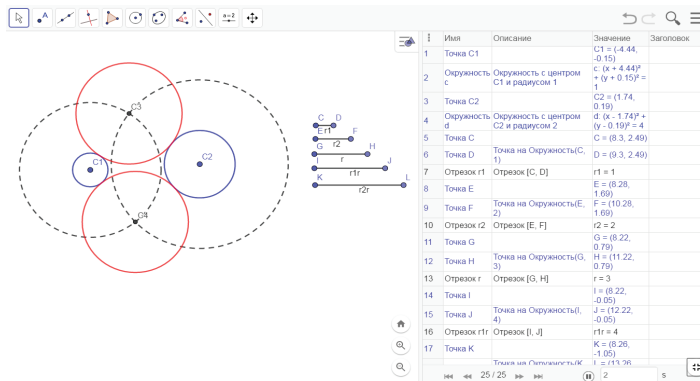 a = 2
Имя Описание Значение Заголовок
1 Точка C1 C1 = (-4.44, -0.15)
2 Окружность c Окружность с центром C1 и радиусом 1 c: (x + 4.44)² + (y + 0.15)² = 1
3 Точка C2 C2 = (1.74, 0.19)
4 Окружность d Окружность с центром C2 и радиусом 2 d: (x - 1.74)² + (y - 0.19)² = 4
5 Точка C C = (8.3, 2.49)
6 Точка D Точка на Окружность(C, 1) D = (9.3, 2.49)
7 Отрезок r1 Отрезок [C, D] r1 = 1
8 Точка E E = (8.28, 1.69)
9 Точка F Точка на Окружность(E, 2) F = (10.28, 1.69)
10 Отрезок r2 Отрезок [E, F] r2 = 2
11 Точка G G = (8.22, 0.79)
12 Точка H Точка на Окружность(G, 3) H = (11.22, 0.79)
13 Отрезок r Отрезок [G, H] r = 3
14 Точка I I = (8.22, -0.05)
15 Точка J Точка на Окружность(I, 4) J = (12.22, -0.05)
16 Отрезок r1r Отрезок [I, J] r1r = 4
17 Точка K K = (8.26, -1.05)
Точка на Окружность(K, L = (13.26,
25 / 25 2 s
C3
C1
C2
C4
C D
r1
E F
r2
G H
r
I J
r1r
K L
r2r